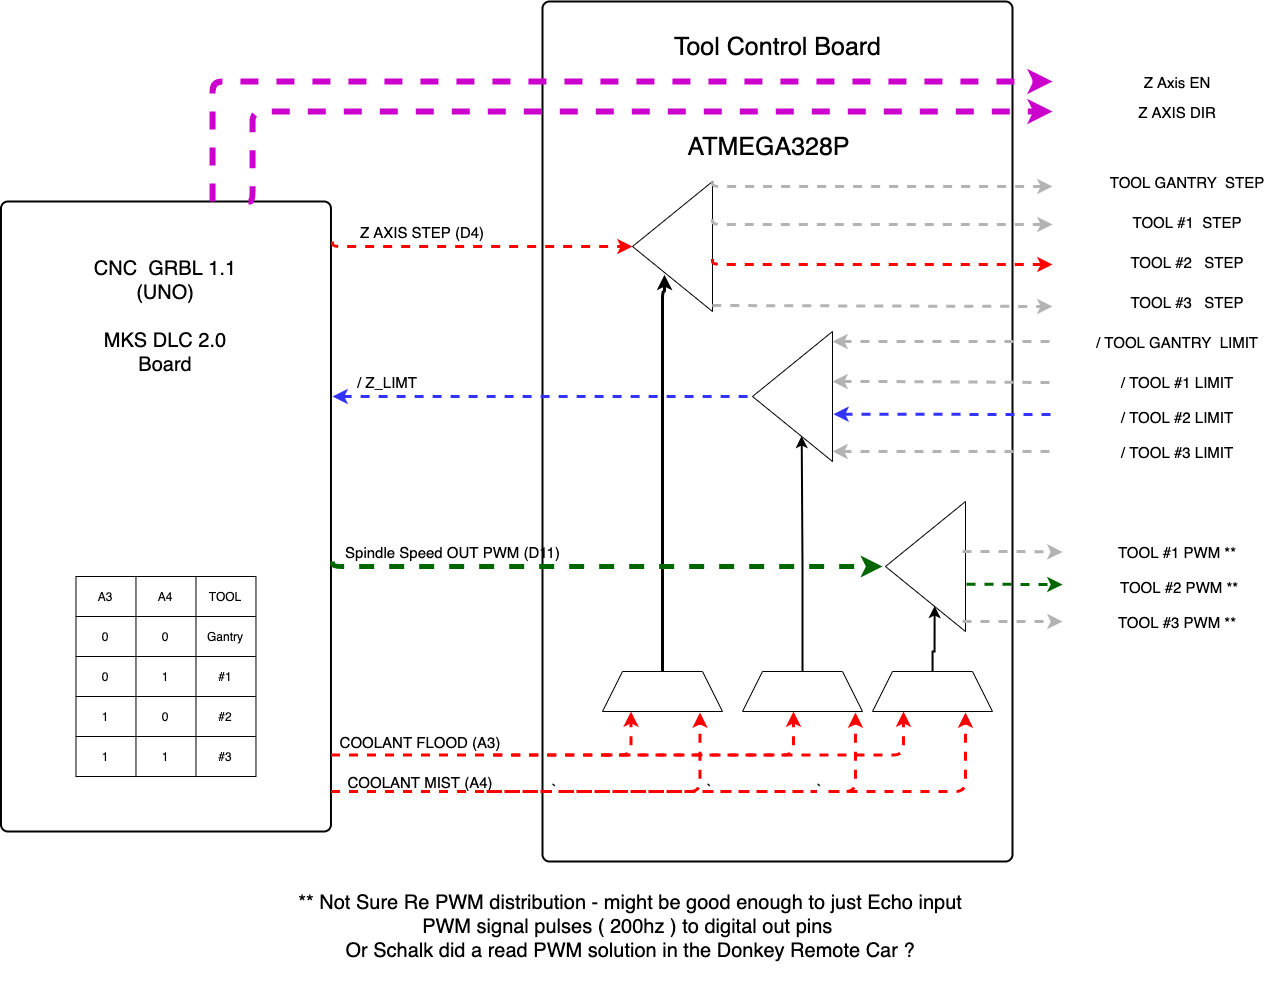 Tool Control Board
Z Axis EN
Z AXIS DIR
ATMEGA328P
TOOL GANTRY STEP
Z AXIS STEP (D4)
TOOL #1 STEP
TOOL #2 STEP
TOOL #3 STEP
CNC GRBL 1.1
(UNO)
MKS DLC 2.0
Board
/ TOOL GANTRY LIMIT
/ Z_LIMT
/ TOOL #1 LIMIT
/ TOOL #2 LIMIT
/ TOOL #3 LIMIT
Spindle Speed OUT PWM (D11)
TOOL #1 PWM **
TOOL #2 PWM **
TOOL #3 PWM **
A3 A4 TOOL
0 0 Gantry
0 1 #1
1 0 #2
1 1 #3
COOLANT FLOOD (A3)
COOLANT MIST (A4)
** Not Sure Re PWM distribution - might be good enough to just Echo input
PWM signal pulses ( 200hz ) to digital out pins
Or Schalk did a read PWM solution in the Donkey Remote Car ?